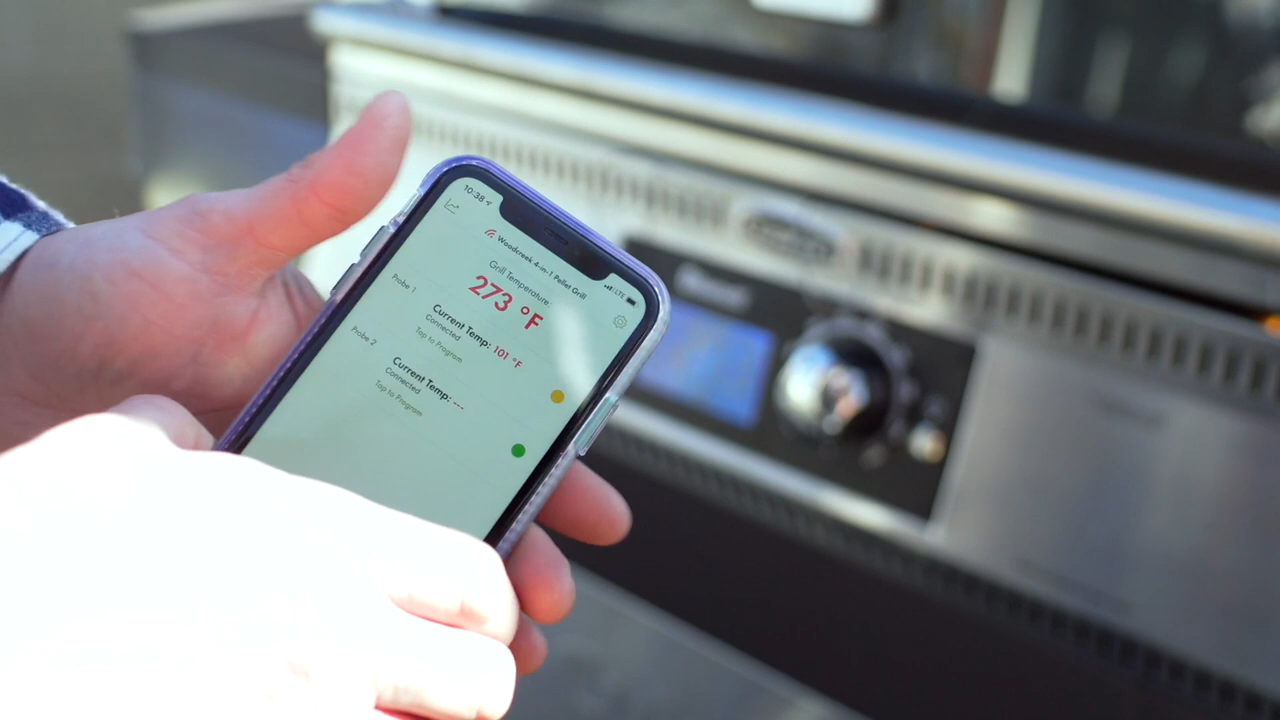 10:38
LTE
Woodcreek 4-in-1 Pellet Grill
Grill Temperature:
273 °F
Probe 1
Current Temp: 101 °F
Connected
Tap to Program
Probe 2
Current Temp: ---
Connected
Tap to Program